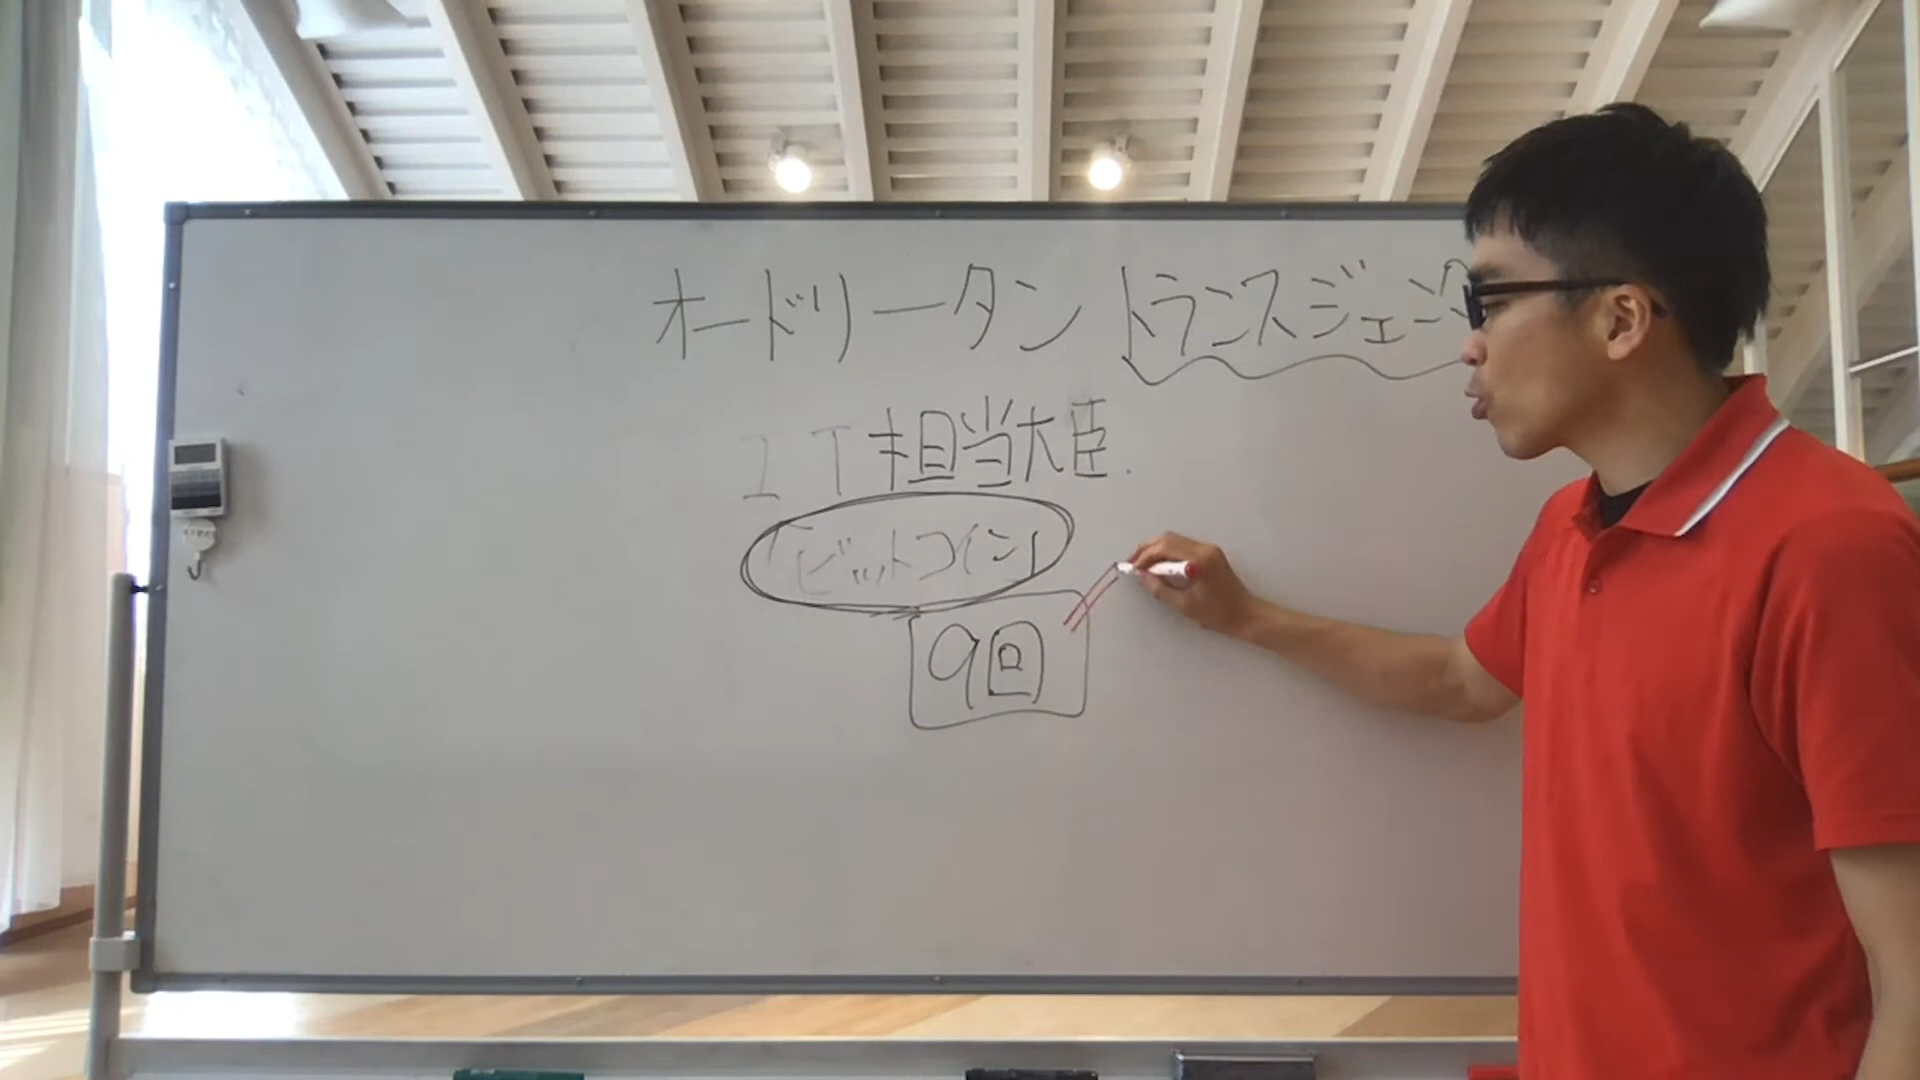 オードリータン トランスジェン
IT担当大臣.
「ビットコイン」
9回